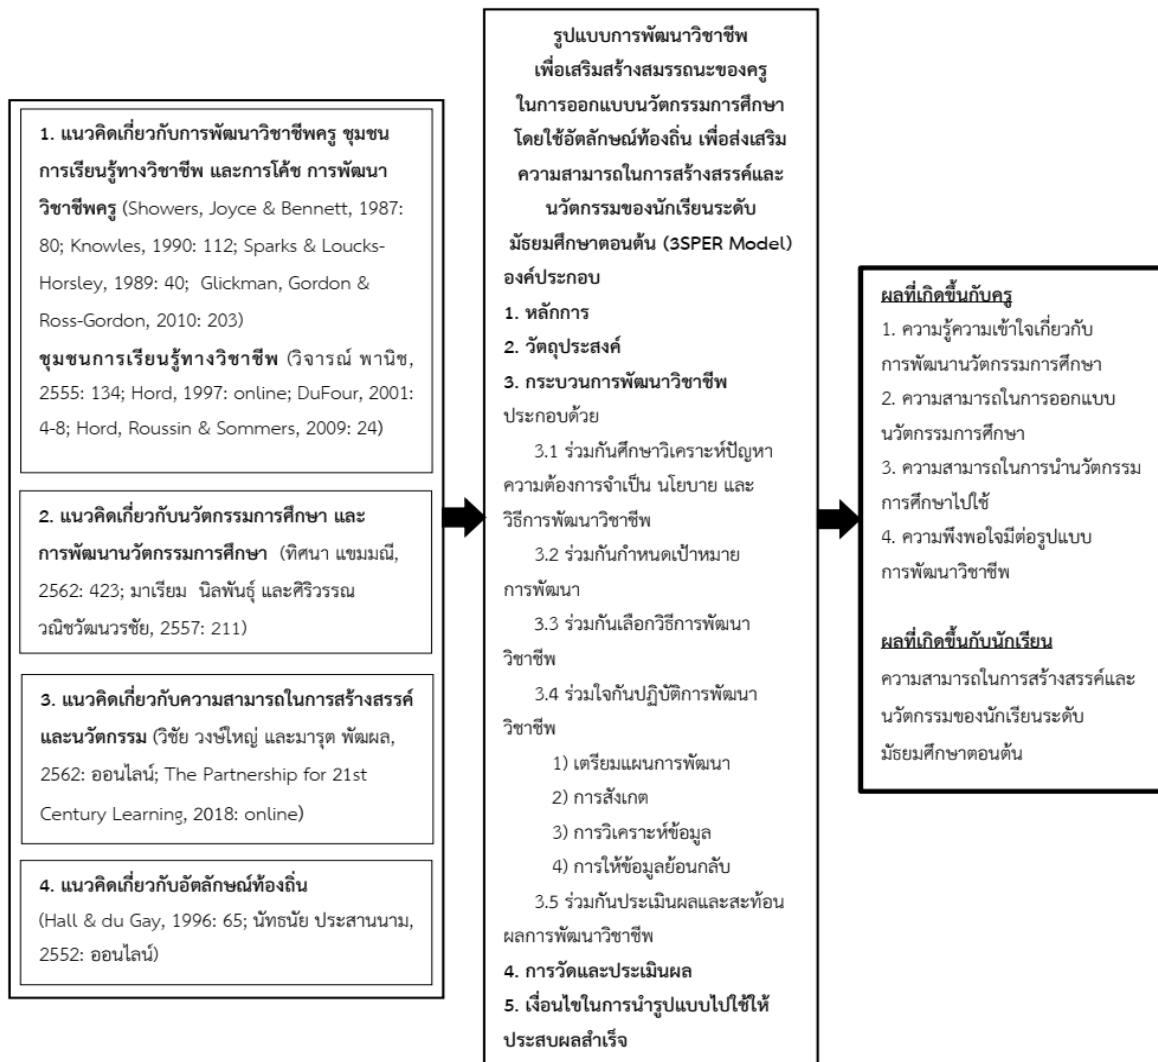 1. แนวคิดเกี่ยวกับการพัฒนาวิชาชีพครู ชุมชน
การเรียนรู้ทางวิชาชีพ และการโค้ช การพัฒนา
วิชาชีพครู (Showers, Joyce & Bennett, 1987:
80; Knowles, 1990: 112; Sparks & Loucks-
Horsley, 1989: 40; Glickman, Gordon &
Ross-Gordon, 2010: 203)
ชุมชนการเรียนรู้ทางวิชาชีพ (วิจารณ์ พานิช,
2555: 134; Hord, 1997: online; DuFour, 2001:
4-8; Hord, Roussin & Sommers, 2009: 24)
2. แนวคิดเกี่ยวกับนวัตกรรมการศึกษา และ
การพัฒนานวัตกรรมการศึกษา (ทิศนา แขมมณี,
2562: 423; มาเรียม นิลพันธุ์ และศิริวรรณ
วณิชวัฒนวรชัย, 2557: 211)
3. แนวคิดเกี่ยวกับความสามารถในการสร้างสรรค์
และนวัตกรรม (วิชัย วงษ์ใหญ่ และมารุต พัฒผล,
2562: ออนไลน์; The Partnership for 21st
Century Learning, 2018: online)
4. แนวคิดเกี่ยวกับอัตลักษณ์ท้องถิ่น
(Hall & du Gay, 1996: 65; นัทธนัย ประสานนาม,
2552: ออนไลน์)
รูปแบบการพัฒนาวิชาชีพ
เพื่อเสริมสร้างสมรรถนะของครู
ในการออกแบบนวัตกรรมการศึกษา
โดยใช้อัตลักษณ์ท้องถิ่น เพื่อส่งเสริม
ความสามารถในการสร้างสรรค์และ
นวัตกรรมของนักเรียนระดับ
มัธยมศึกษาตอนต้น (3SPER Model)
องค์ประกอบ
1. หลักการ
2. วัตถุประสงค์
3. กระบวนการพัฒนาวิชาชีพ
ประกอบด้วย
3.1 ร่วมกันศึกษาวิเคราะห์ปัญหา
ความต้องการจำเป็น นโยบาย และ
วิธีการพัฒนาวิชาชีพ
3.2 ร่วมกันกำหนดเป้าหมาย
การพัฒนา
3.3 ร่วมกันเลือกวิธีการพัฒนา
วิชาชีพ
3.4 ร่วมใจกันปฏิบัติการพัฒนา
วิชาชีพ
1) เตรียมแผนการพัฒนา
2) การสังเกต
3) การวิเคราะห์ข้อมูล
4) การให้ข้อมูลย้อนกลับ
3.5 ร่วมกันประเมินผลและสะท้อน
ผลการพัฒนาวิชาชีพ
4. การวัดและประเมินผล
5. เงื่อนไขในการนำรูปแบบไปใช้ให้
ประสบผลสำเร็จ
ผลที่เกิดขึ้นกับครู
1. ความรู้ความเข้าใจเกี่ยวกับ
การพัฒนานวัตกรรมการศึกษา
2. ความสามารถในการออกแบบ
นวัตกรรมการศึกษา
3. ความสามารถในการนำนวัตกรรม
การศึกษาไปใช้
4. ความพึงพอใจมีต่อรูปแบบ
การพัฒนาวิชาชีพ
ผลที่เกิดขึ้นกับนักเรียน
ความสามารถในการสร้างสรรค์และ
นวัตกรรมของนักเรียนระดับ
มัธยมศึกษาตอนต้น